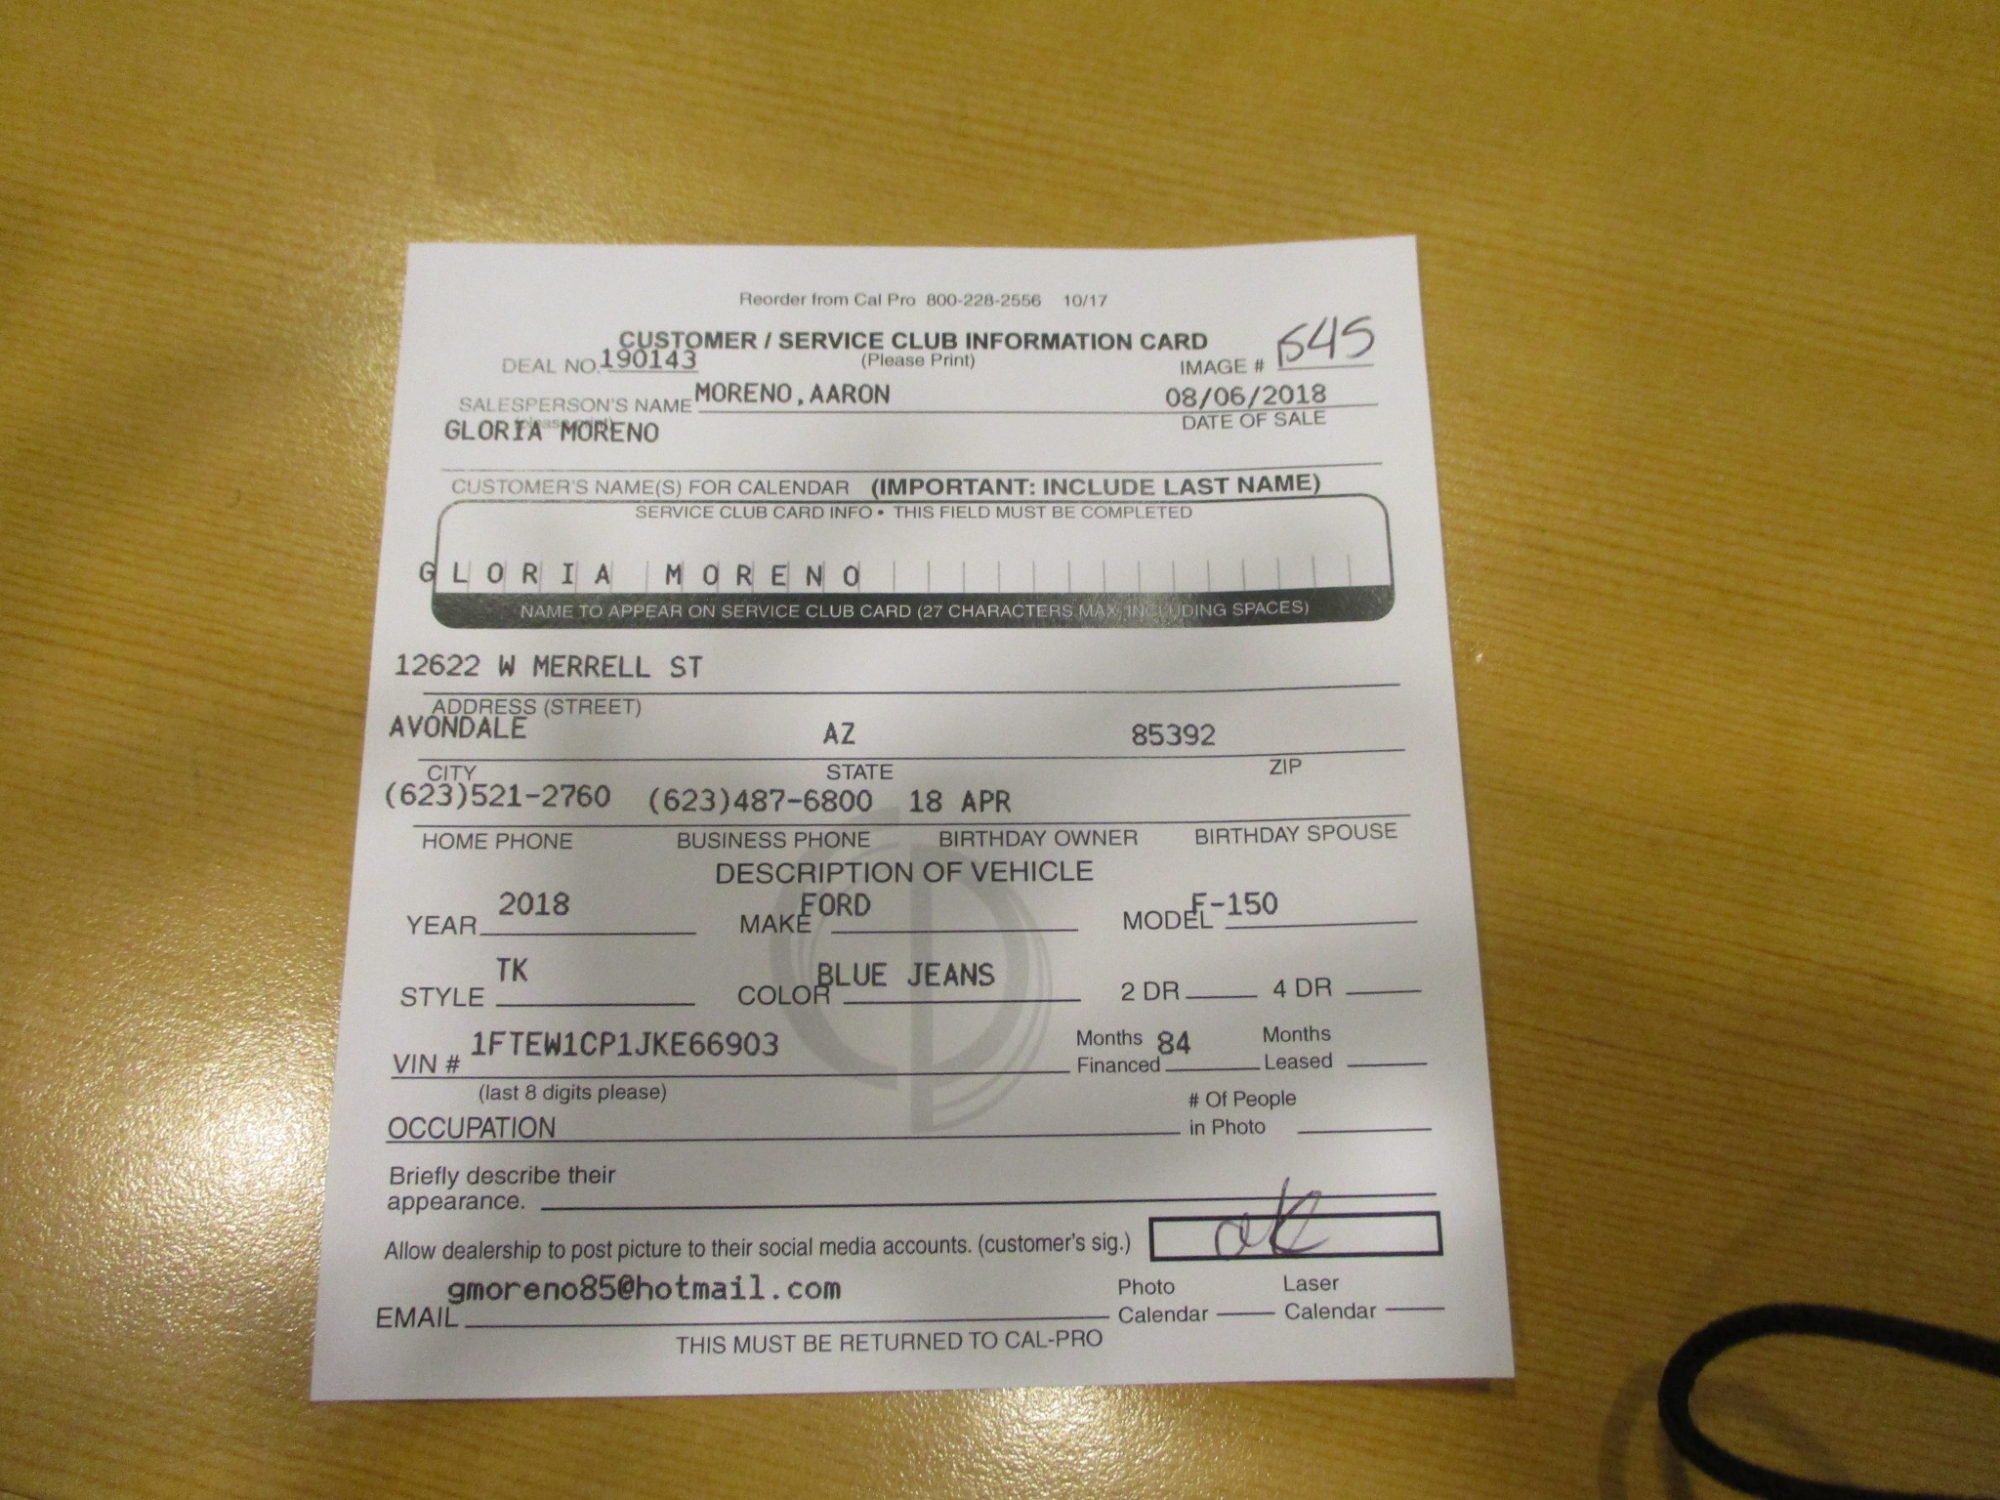 Reorder from Cal Pro 800-228-2556 10/17
CUSTOMER / SERVICE CLUB INFORMATION CARD
DEAL NO. 190143 (Please Print) IMAGE # 545
SALESPERSON'S NAME MORENO,AARON 08/06/2018
(please print) DATE OF SALE
GLORIA MORENO
CUSTOMER'S NAME(S) FOR CALENDAR (IMPORTANT: INCLUDE LAST NAME)
SERVICE CLUB CARD INFO • THIS FIELD MUST BE COMPLETED
GLORIA MORENO
NAME TO APPEAR ON SERVICE CLUB CARD (27 CHARACTERS MAX, INCLUDING SPACES)
12622 W MERRELL ST
ADDRESS (STREET)
AVONDALE AZ 85392
CITY STATE ZIP
(623)521-2760 (623)487-6800 18 APR
HOME PHONE BUSINESS PHONE BIRTHDAY OWNER BIRTHDAY SPOUSE
DESCRIPTION OF VEHICLE
YEAR 2018 MAKE FORD MODEL F-150
STYLE TK COLOR BLUE JEANS 2 DR 4 DR
VIN # 1FTEW1CP1JKE66903 Months Financed 84 Months Leased
(last 8 digits please)
OCCUPATION # Of People in Photo
Briefly describe their
appearance.
Allow dealership to post picture to their social media accounts. (customer's sig.) ok
EMAIL gmoreno85@hotmail.com Photo Calendar Laser Calendar
THIS MUST BE RETURNED TO CAL-PRO